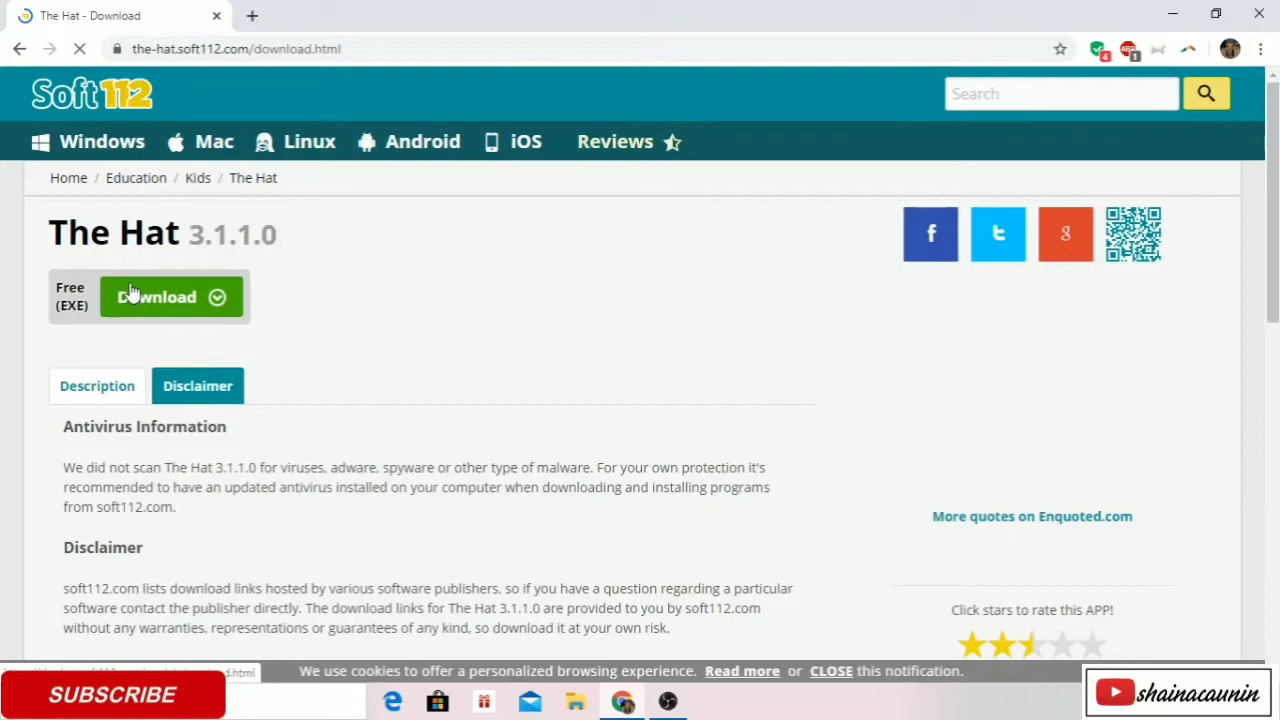 The Hat - Download
the-hat.soft112.com/download.html
4
ABP
1
Soft112
Search
Windows
Mac
Linux
Android
iOS
Reviews
Home / Education / Kids / The Hat
The Hat 3.1.1.0
Free
(EXE)
Download
f
t
g
Description
Disclaimer
Antivirus Information
We did not scan The Hat 3.1.1.0 for viruses, adware, spyware or other type of malware. For your own protection it's
recommended to have an updated antivirus installed on your computer when downloading and installing programs
from soft112.com.
More quotes on Enquoted.com
Disclaimer
soft112.com lists download links hosted by various software publishers, so if you have a question regarding a particular
software contact the publisher directly. The download links for The Hat 3.1.1.0 are provided to you by soft112.com
without any warranties, representations or guarantees of any kind, so download it at your own risk.
Click stars to rate this APP!
We use cookies to offer a personalized browsing experience. Read more or CLOSE this notification.
SUBSCRIBE
shainacaunin